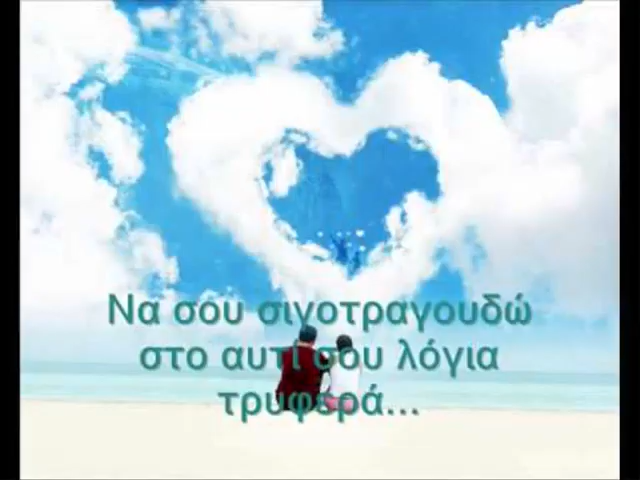 Να σου σιγοτραγουδώ
στο αυτί σου λόγια
τρυφερά...